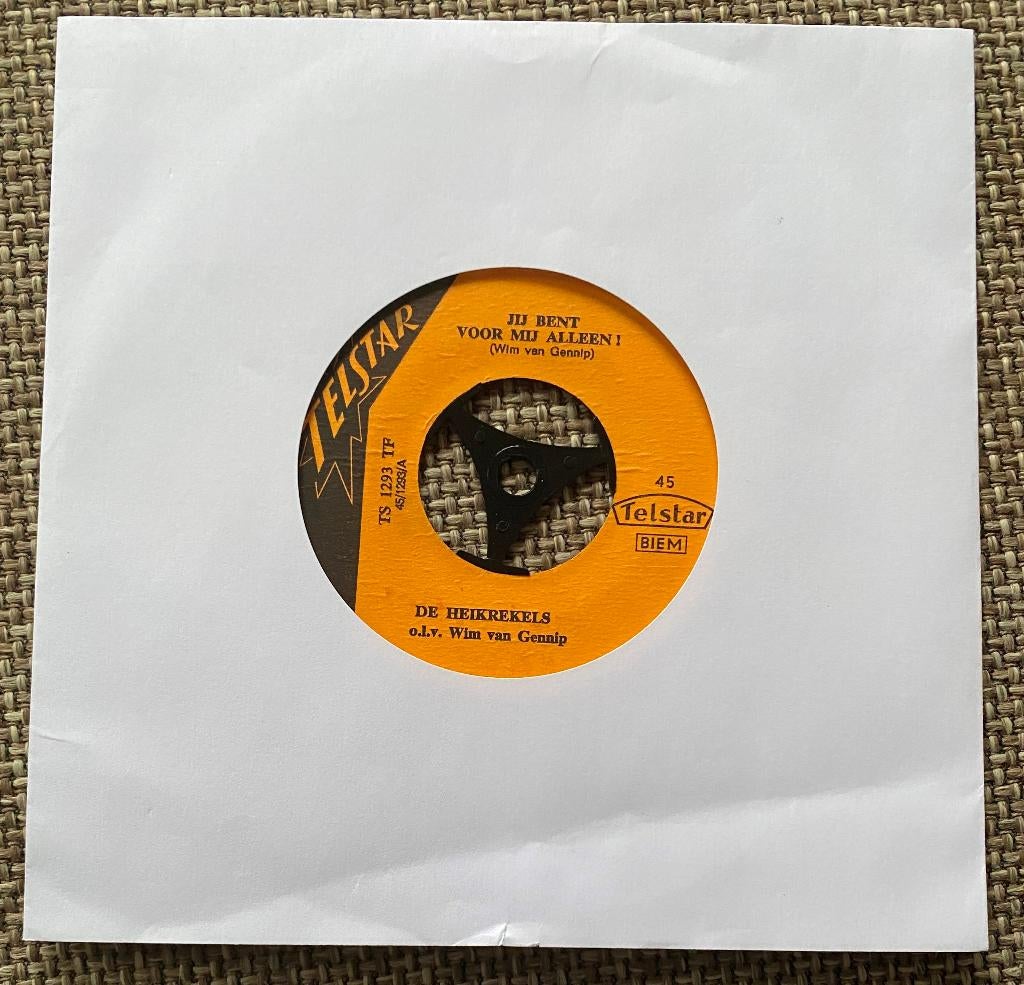 TELSTAR
JIJ BENT
VOOR MIJ ALLEEN !
(Wim van Gennip)
TS 1293 TF
45/1293/A
45
Telstar
BIEM
DE HEIKREKELS
o.l.v. Wim van Gennip